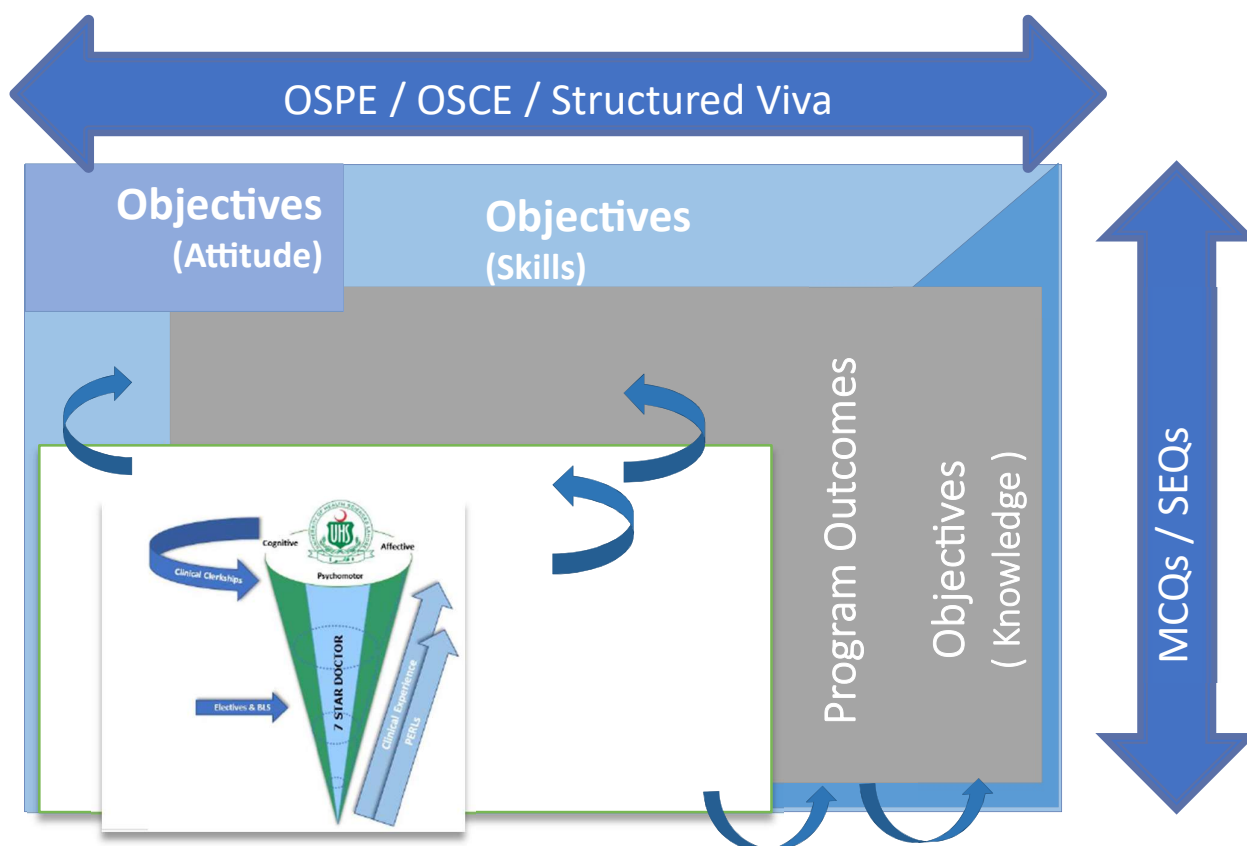 OSPE / OSCE / Structured Viva
Objectives
(Attitude)
Objectives
(Skills)
Program Outcomes
Objectives
( Knowledge )
MCQs / SEQs
UHS
Cognitive
Affective
Psychomotor
Clinical Clerkships
7 STAR DOCTOR
Electives & BLS
Clinical Experience
PERLs